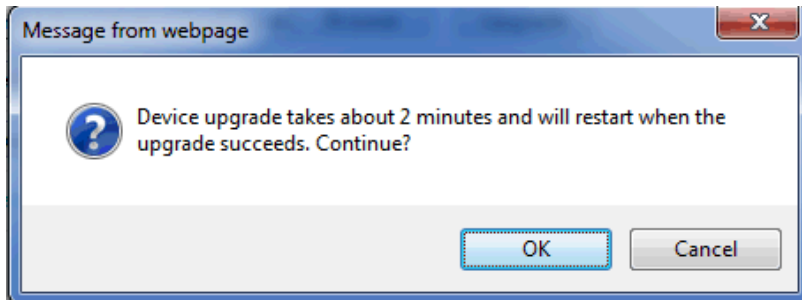 Message from webpage
Device upgrade takes about 2 minutes and will restart when the
upgrade succeeds. Continue?
OK
Cancel